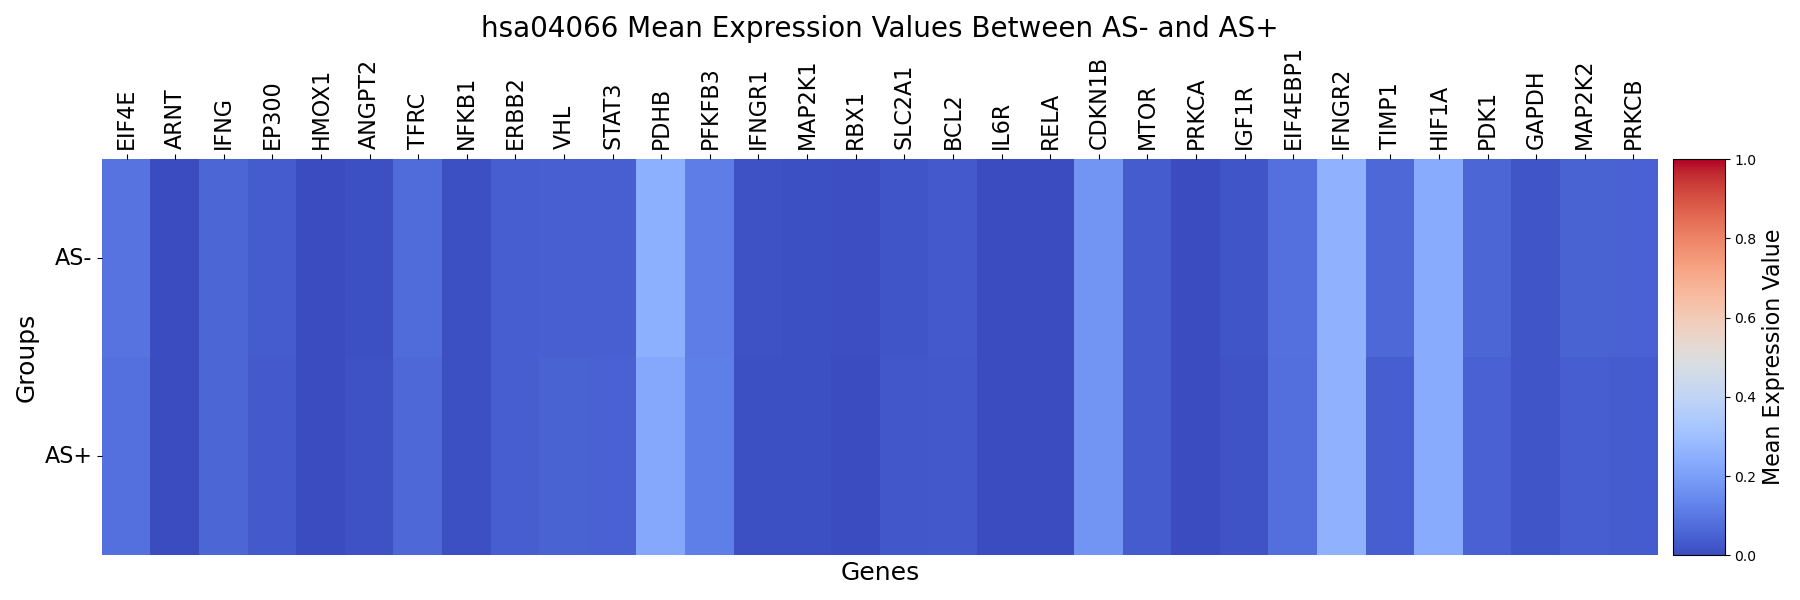 hsa04066 Mean Expression Values Between AS- and AS+
EIF4E
ARNT
IFNG
EP300
HMOX1
ANGPT2
TFRC
NFKB1
ERBB2
VHL
STAT3
PDHB
PFKFB3
IFNGR1
MAP2K1
RBX1
SLC2A1
BCL2
IL6R
RELA
CDKN1B
MTOR
PRKCA
IGF1R
EIF4EBP1
IFNGR2
TIMP1
HIF1A
PDK1
GAPDH
MAP2K2
PRKCB
Groups
AS-
AS+
Genes
1.0
0.8
0.6
0.4
0.2
0.0
Mean Expression Value